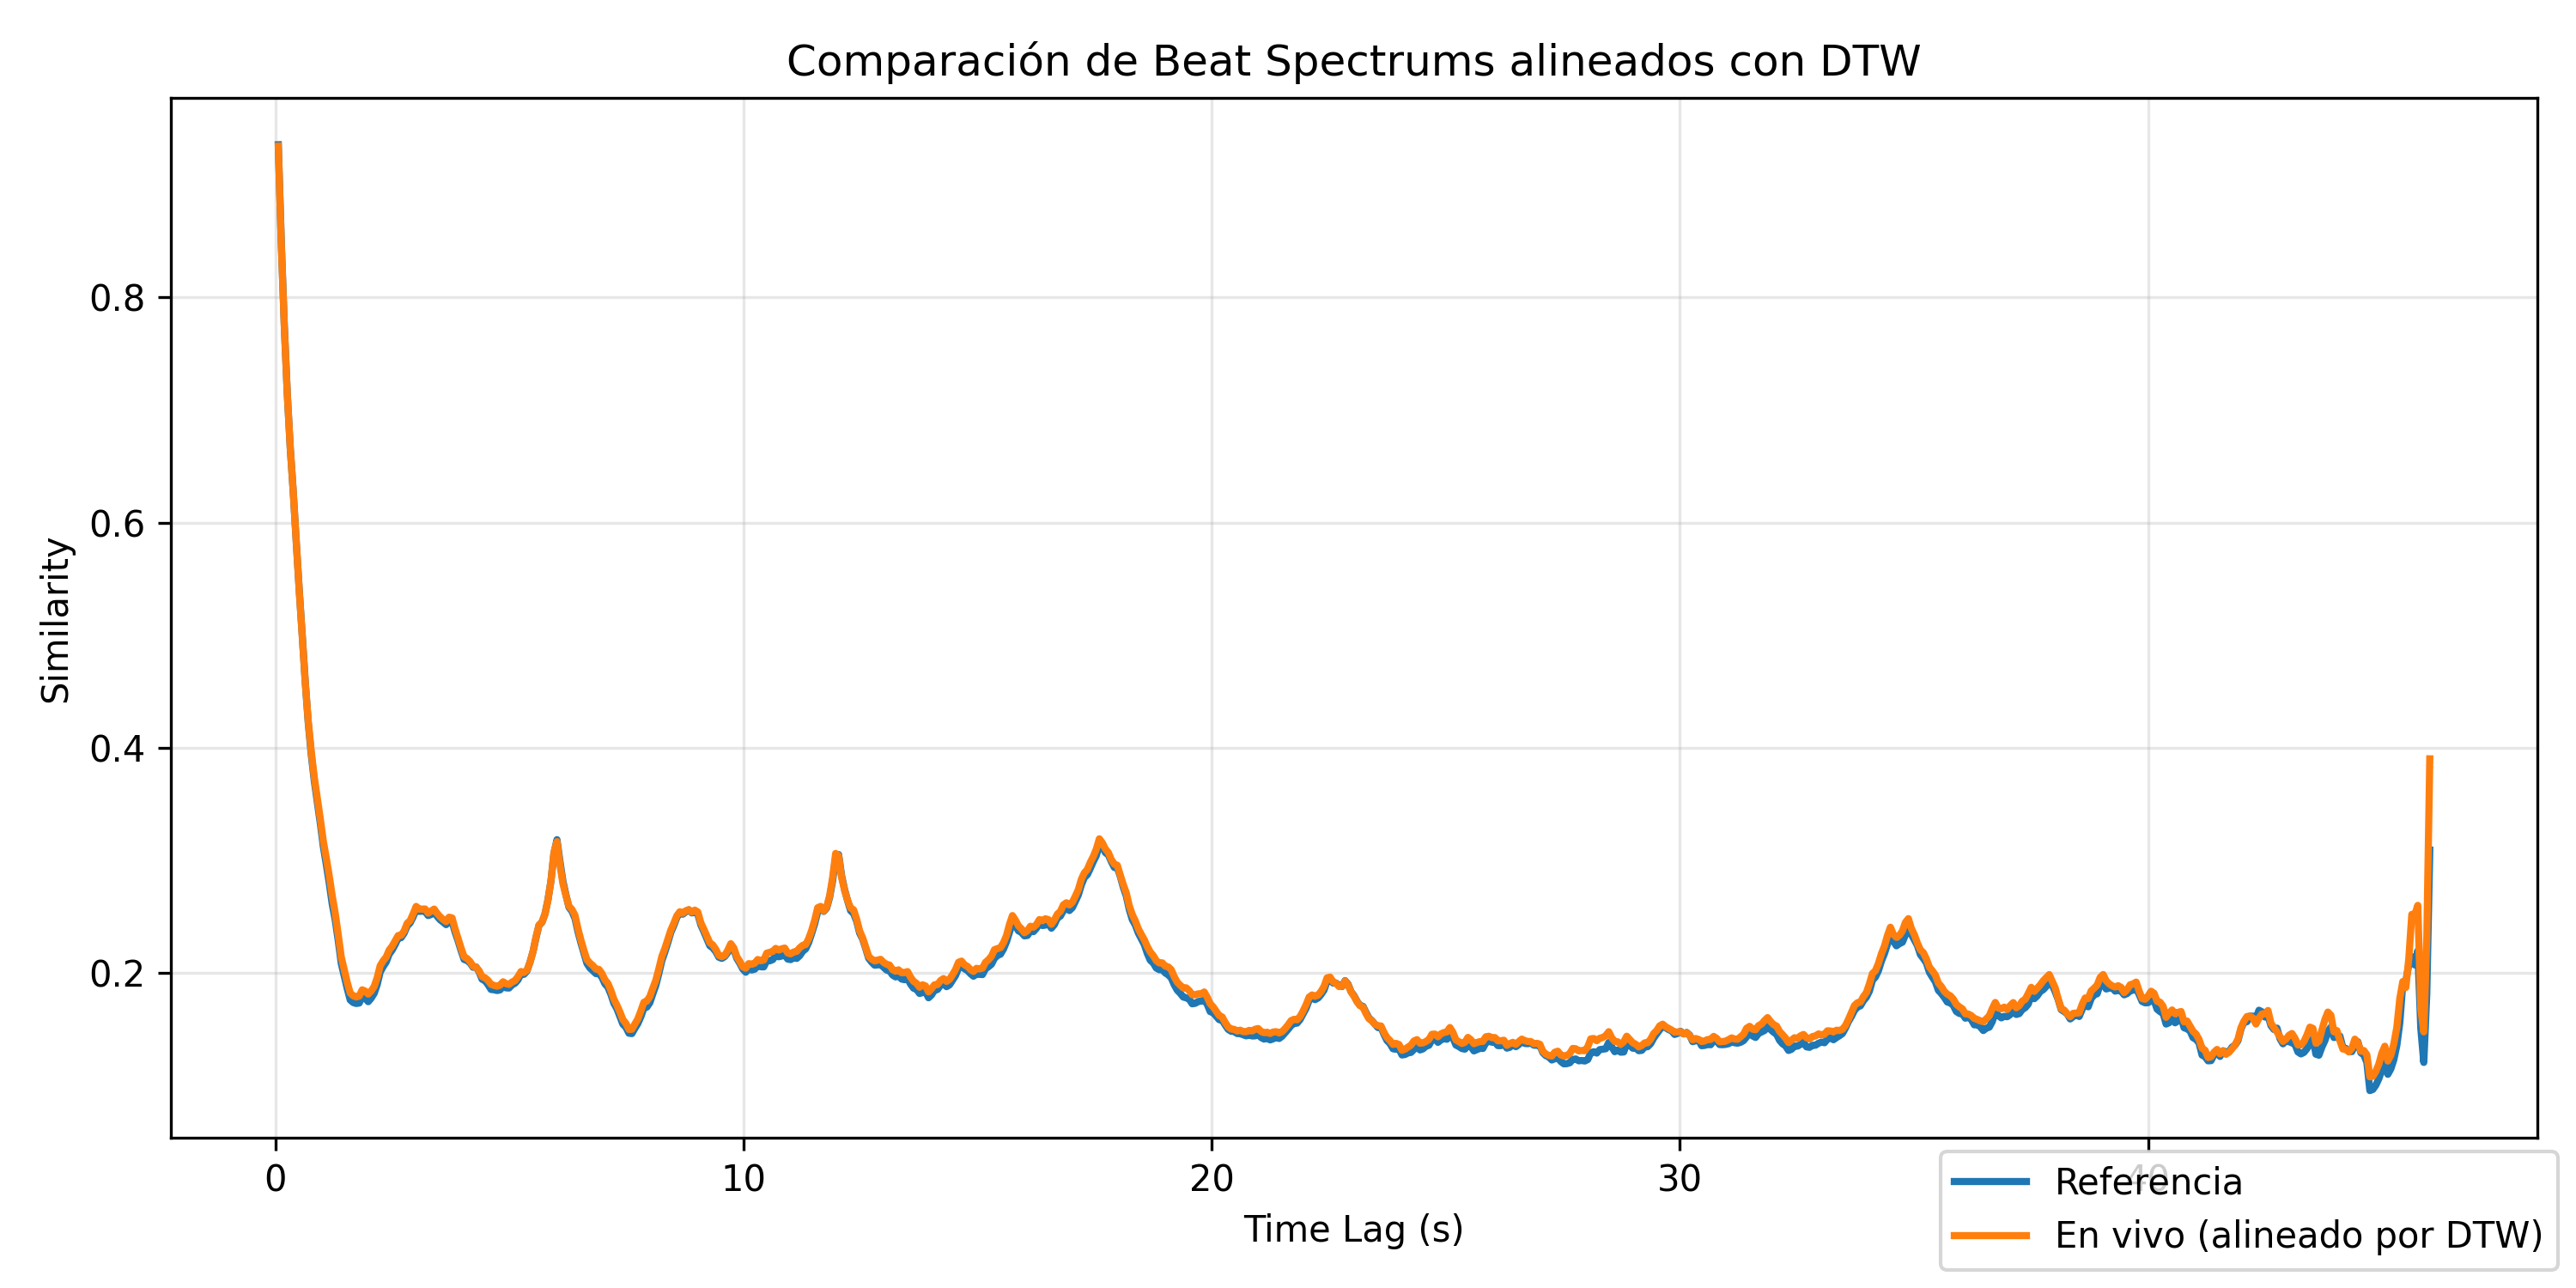 Comparación de Beat Spectrums alineados con DTW
Similarity
0.8
0.6
0.4
0.2
0 10 20 30 40
Time Lag (s)
Referencia
En vivo (alineado por DTW)